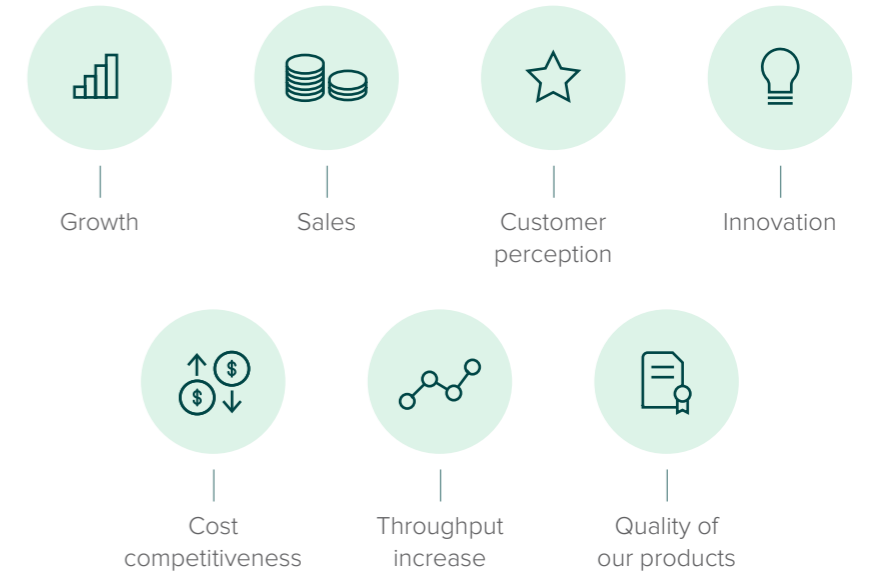 Growth
Sales
Customer
perception
Innovation
$
$
Cost
competitiveness
Throughput
increase
Quality of
our products